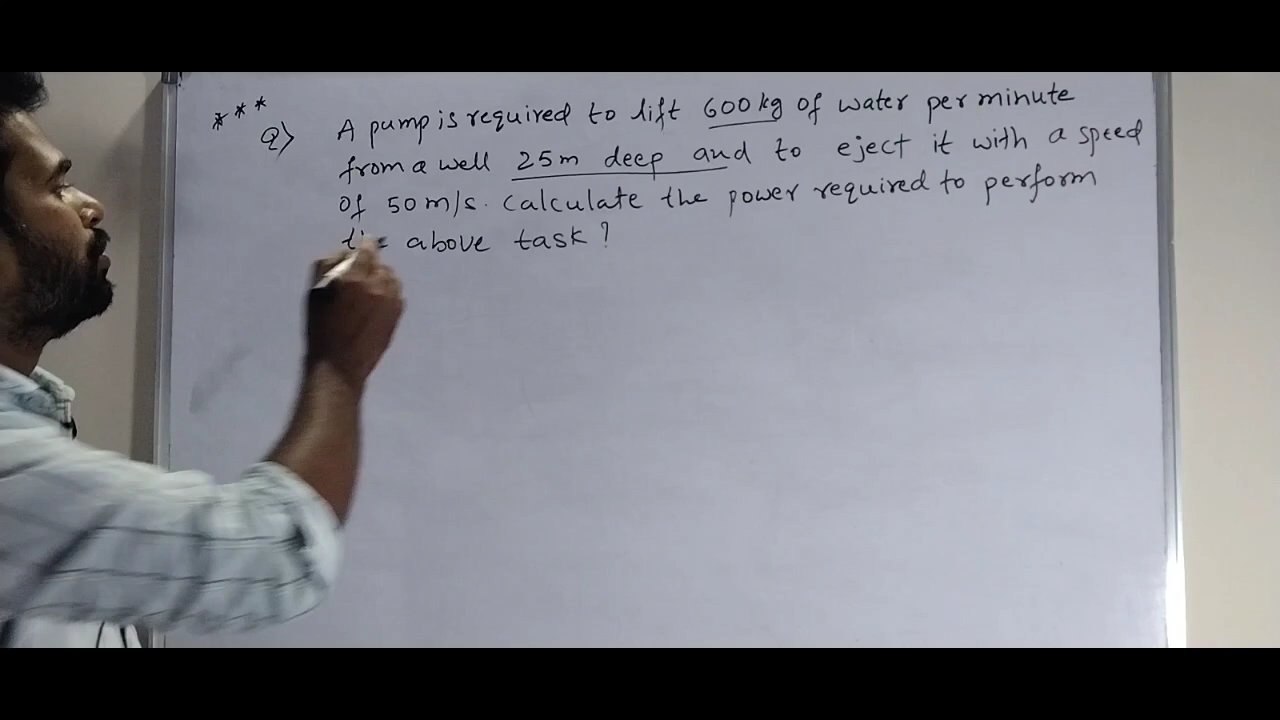 ***
Q) A pump is required to lift 600 kg of water per minute
from a well 25m deep and to eject it with a speed
of 50 m/s. Calculate the power required to perform
the above task?